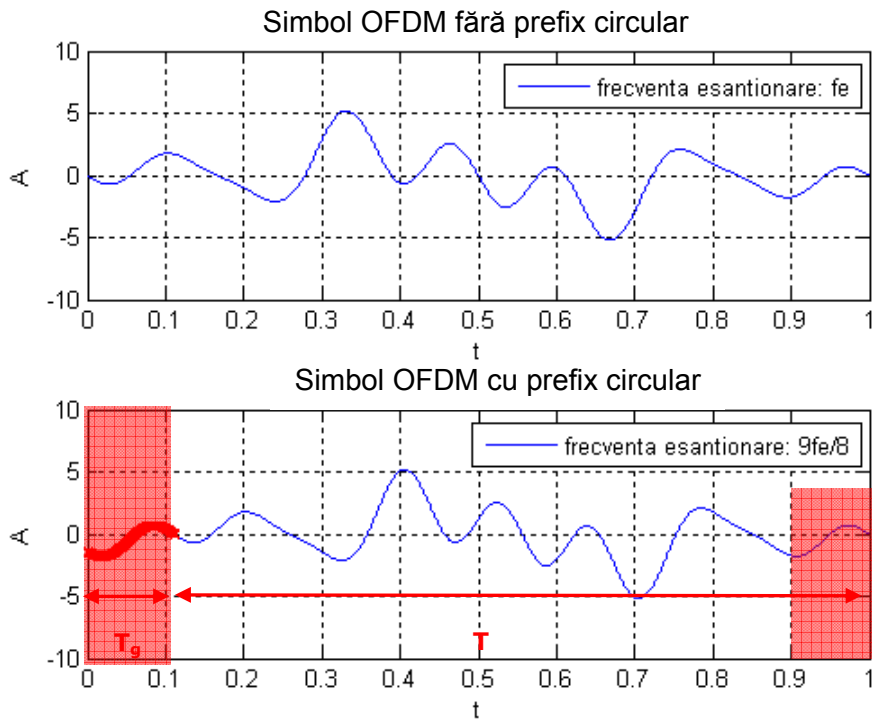 Simbol OFDM fără prefix circular
10
5
0
-5
-10
A
frecventa esantionare: fe
0 0.1 0.2 0.3 0.4 0.5 0.6 0.7 0.8 0.9 1
t
Simbol OFDM cu prefix circular
10
5
0
-5
-10
A
frecventa esantionare: 9fe/8
Tg
T
0 0.1 0.2 0.3 0.4 0.5 0.6 0.7 0.8 0.9 1
t